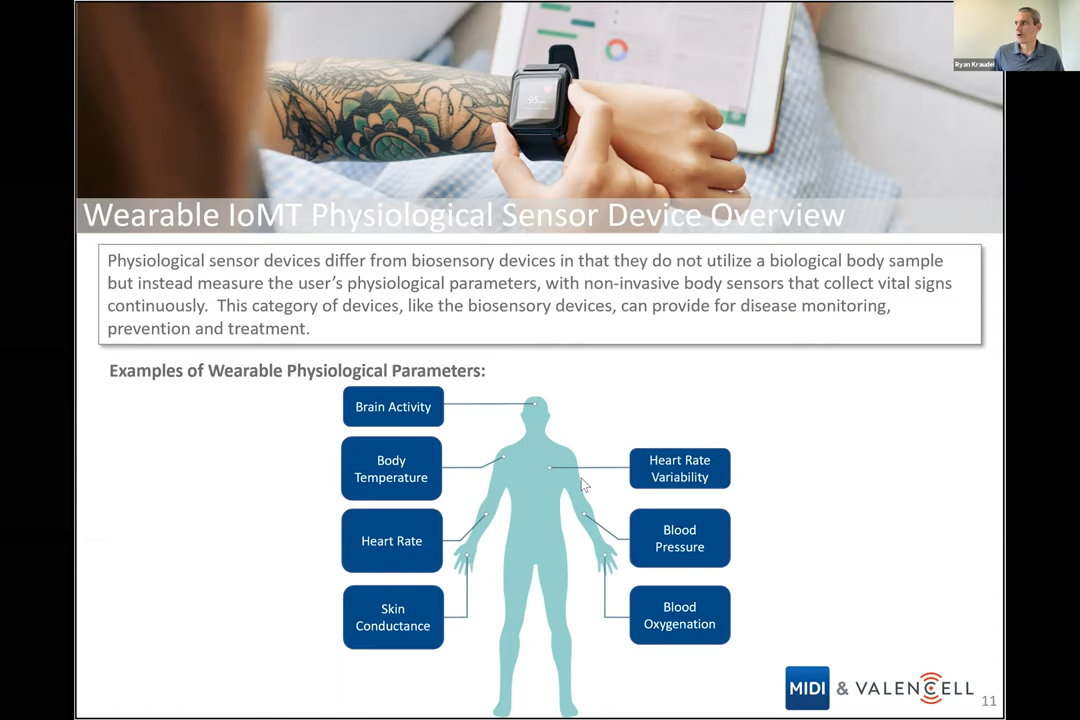 Ryan Kraudel
95
Wearable IoMT Physiological Sensor Device Overview
Physiological sensor devices differ from biosensory devices in that they do not utilize a biological body sample
but instead measure the user's physiological parameters, with non-invasive body sensors that collect vital signs
continuously.  This category of devices, like the biosensory devices, can provide for disease monitoring,
prevention and treatment.
Examples of Wearable Physiological Parameters:
Brain Activity
Body
Temperature
Heart Rate
Variability
Heart Rate
Blood
Pressure
Skin
Conductance
Blood
Oxygenation
MIDI & VALENCELL
11